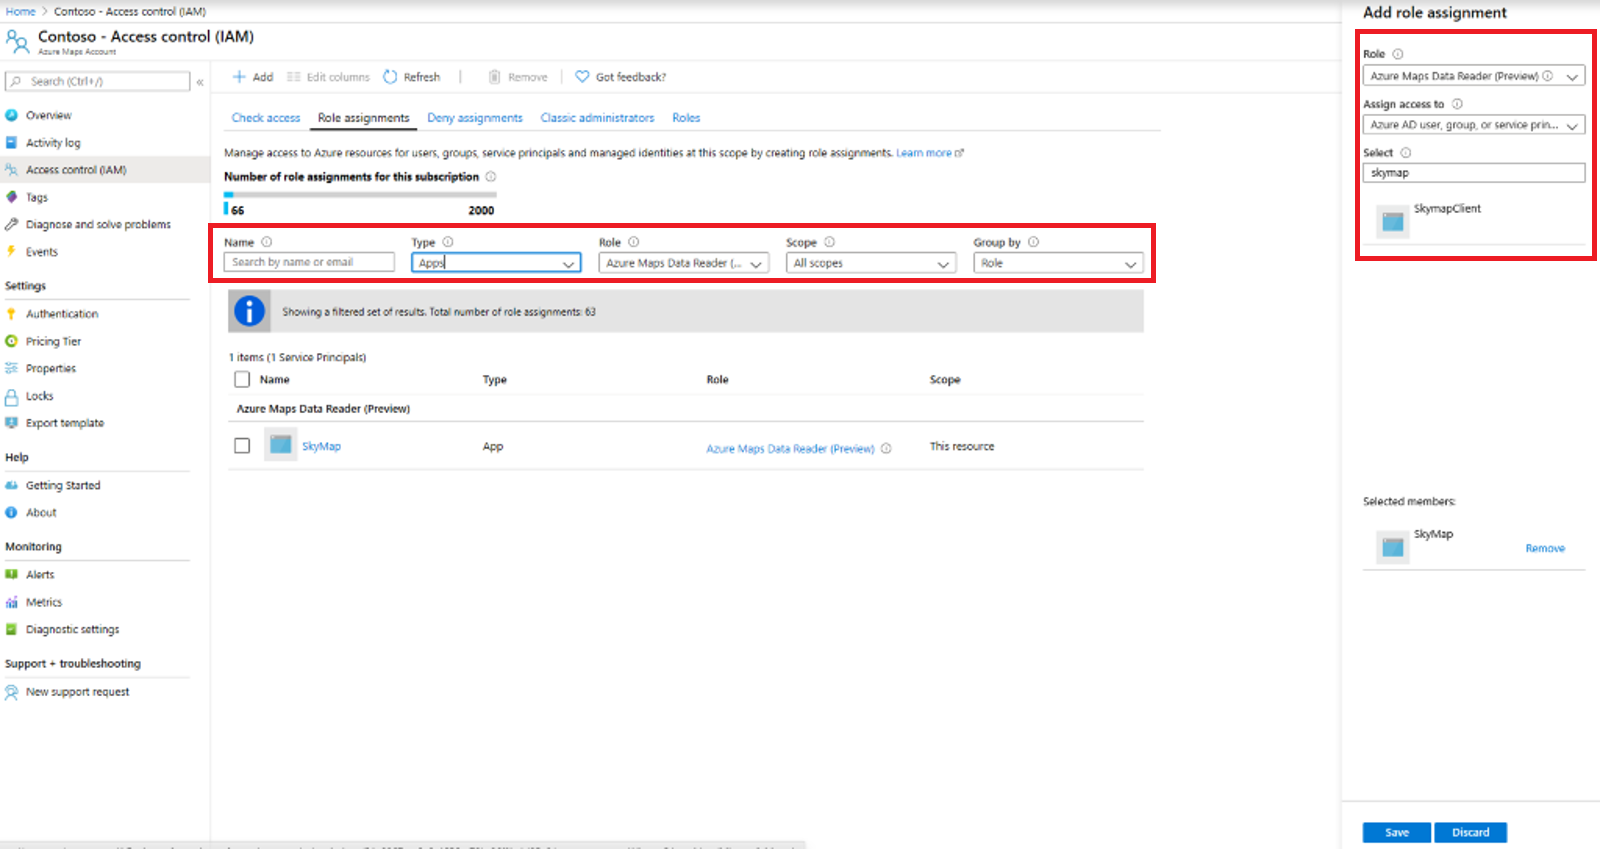 Home > Contoso - Access control (IAM)
Contoso - Access control (IAM)
Azure Maps Account
Search (Ctrl+/)
«
Overview
Activity log
Access control (IAM)
Tags
Diagnose and solve problems
Events
Settings
Authentication
Pricing Tier
Properties
Locks
Export template
Help
Getting Started
About
Monitoring
Alerts
Metrics
Diagnostic settings
Support + troubleshooting
New support request
Add Edit columns Refresh Remove Got feedback?
Check access Role assignments Deny assignments Classic administrators Roles
Manage access to Azure resources for users, groups, service principals and managed identities at this scope by creating role assignments. Learn more
Number of role assignments for this subscription
66 2000
Name Type Role Scope Group by
Search by name or email Apps Azure Maps Data Reader (... All scopes Role
Showing a filtered set of results. Total number of role assignments: 63
1 items (1 Service Principals)
Name Type Role Scope
Azure Maps Data Reader (Preview)
SkyMap App Azure Maps Data Reader (Preview) This resource
Add role assignment
Role
Azure Maps Data Reader (Preview)
Assign access to
Azure AD user, group, or service prin...
Select
skymap
SkymapClient
Selected members:
SkyMap
Remove
Save Discard